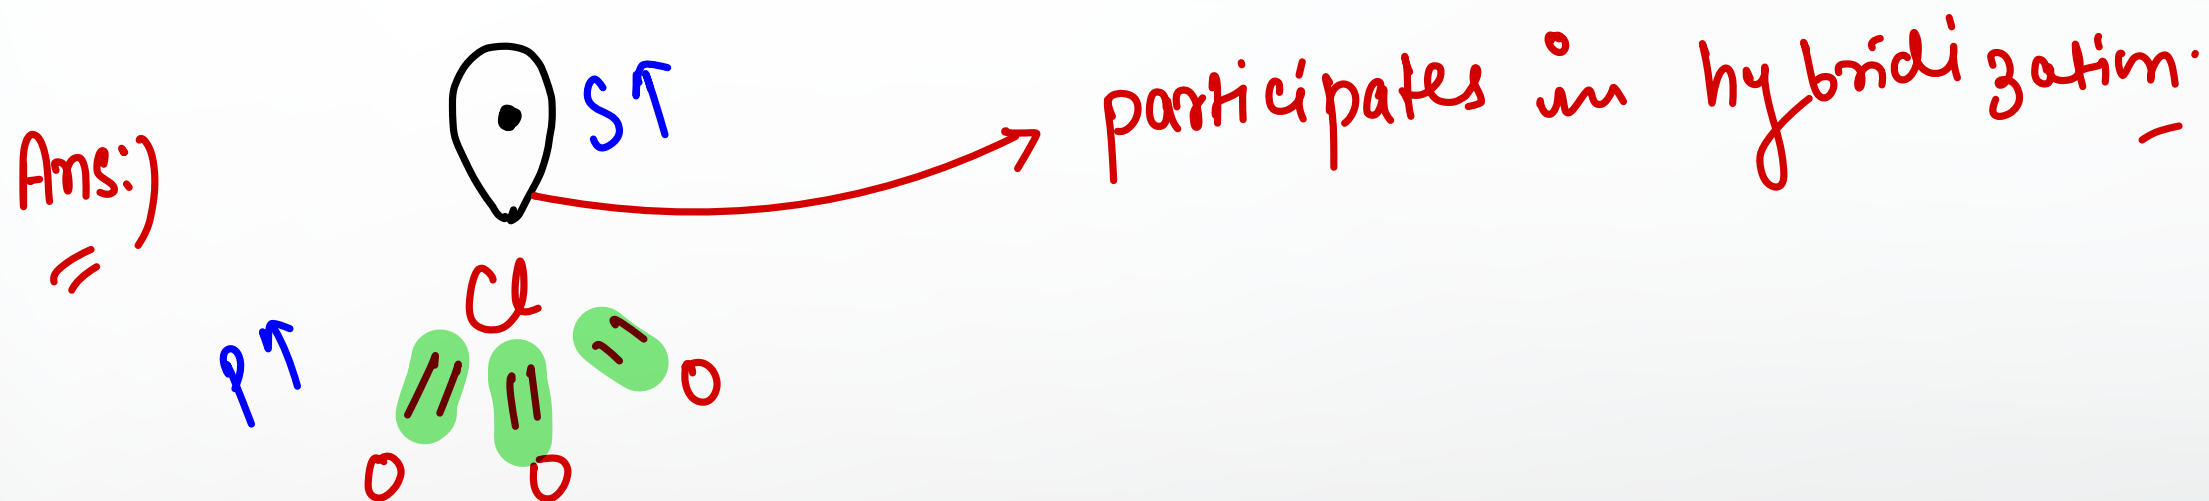 S↑ participates in hybridization.
Ans:)
Cl
P↑
O
O O